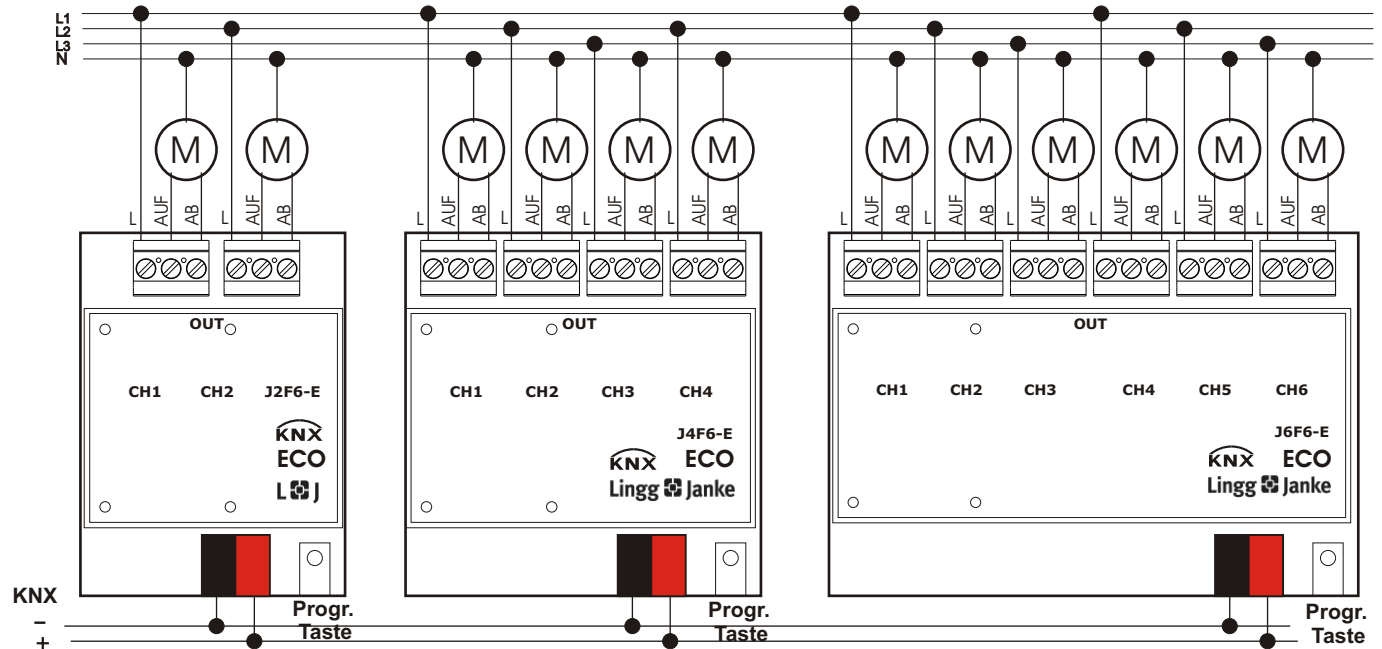 L1
L2
L3
N
M M M M M M M M M M M M
L AUF AB L AUF AB L AUF AB L AUF AB L AUF AB L AUF AB L AUF AB L AUF AB L AUF AB L AUF AB L AUF AB L AUF AB
OUT
CH1 CH2 J2F6-E
KNX
ECO
L J
OUT
CH1 CH2 CH3 CH4
J4F6-E
KNX ECO
Lingg Janke
OUT
CH1 CH2 CH3 CH4 CH5 CH6
J6F6-E
KNX ECO
Lingg Janke
KNX
–
+
Progr.
Taste
Progr.
Taste
Progr.
Taste